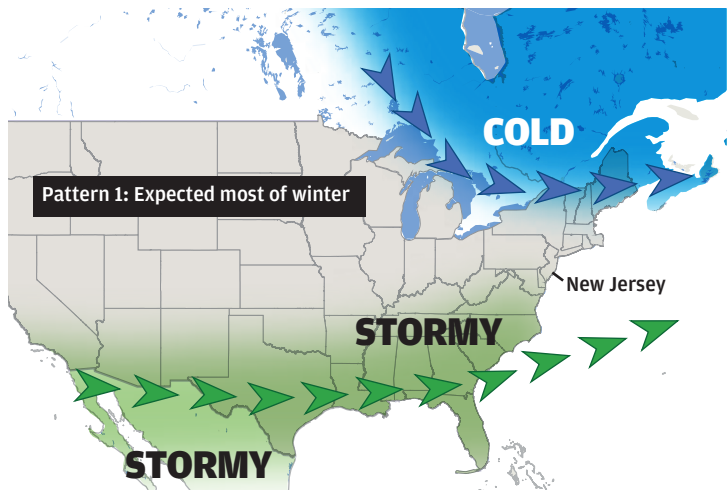 COLD
Pattern 1: Expected most of winter
New Jersey
STORMY
STORMY